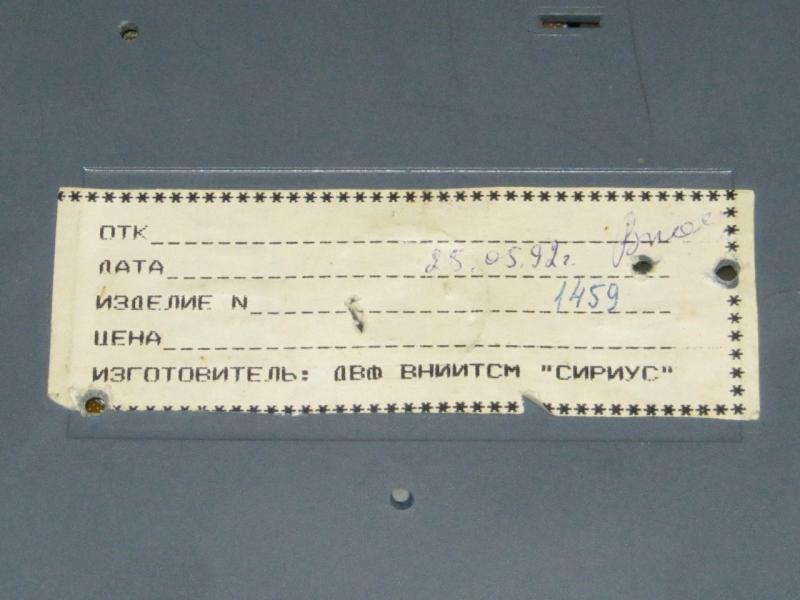 ************************************************
ОТК
ДАТА 25.05.92г.
ИЗДЕЛИЕ N 1459
ЦЕНА
ИЗГОТОВИТЕЛЬ: ДВФ ВНИИТСМ "СИРИУС"